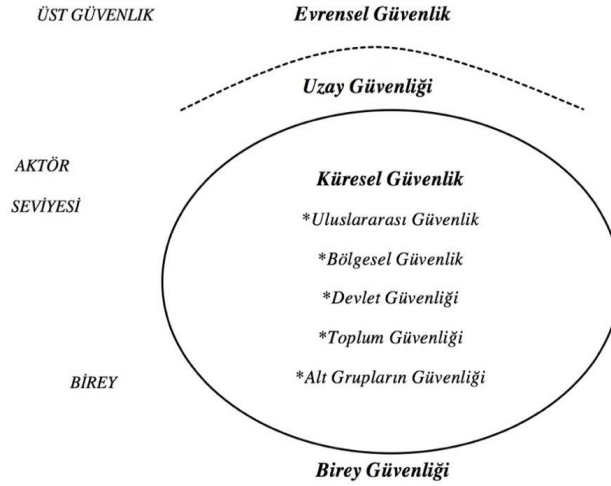 ÜST GÜVENLIK
Evrensel Güvenlik
Uzay Güvenliği
AKTÖR
SEVİYESİ
Küresel Güvenlik
*Uluslararası Güvenlik
*Bölgesel Güvenlik
*Devlet Güvenliği
*Toplum Güvenliği
*Alt Grupların Güvenliği
BİREY
Birey Güvenliği